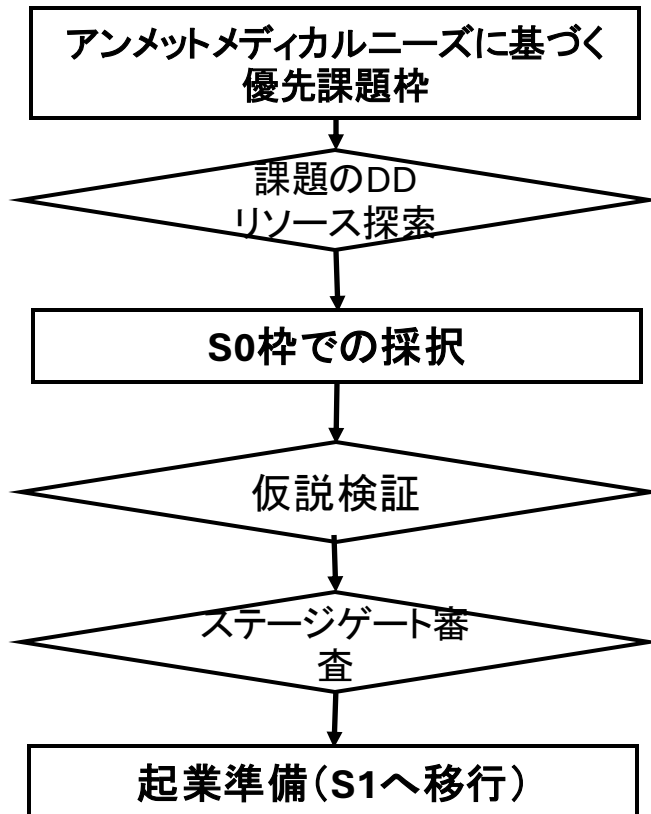 アンメットメディカルニーズに基づく
優先課題枠
課題のDD
リソース探索
S0枠での採択
仮説検証
ステージゲート審
査
起業準備（S1へ移行）